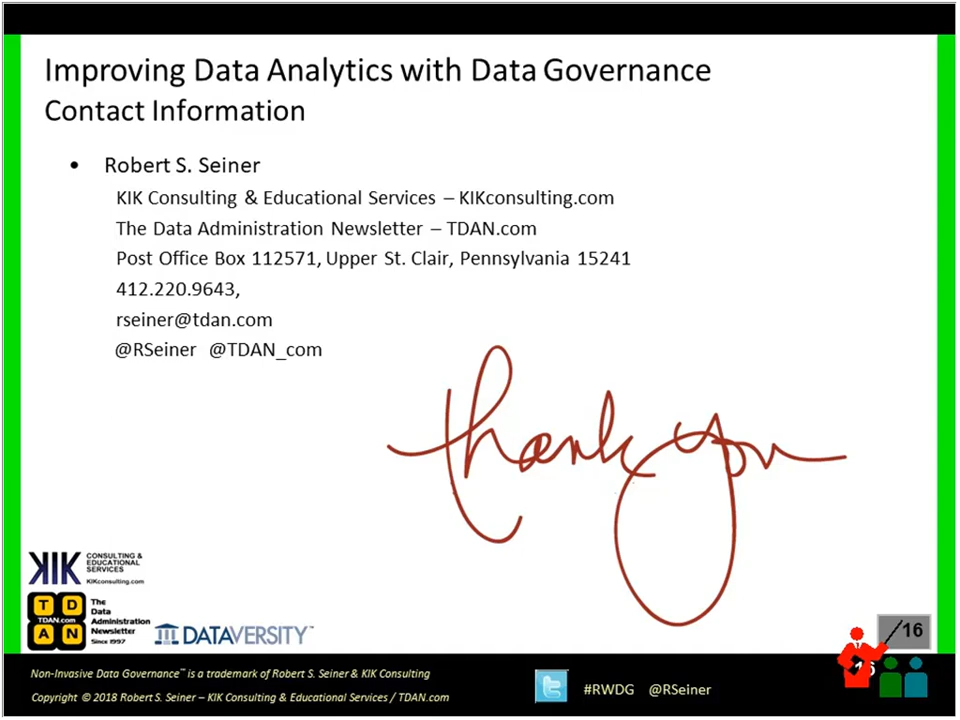 Improving Data Analytics with Data Governance
Contact Information
• Robert S. Seiner
KIK Consulting & Educational Services – KIKconsulting.com
The Data Administration Newsletter – TDAN.com
Post Office Box 112571, Upper St. Clair, Pennsylvania 15241
412.220.9643,
rseiner@tdan.com
@RSeiner @TDAN_com
thank you
KIK CONSULTING &
EDUCATIONAL
SERVICES
KIKconsulting.com
T D
TDAN.com
A N
The
Data
Administration
Newsletter
Since 1997
DATAVERSITY™
/16
16
Non-Invasive Data Governance™ is a trademark of Robert S. Seiner & KIK Consulting
Copyright © 2018 Robert S. Seiner – KIK Consulting & Educational Services / TDAN.com
#RWDG @RSeiner